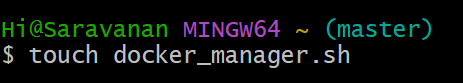 Hi@Saravanan MINGW64 ~ (master)
$ touch docker_manager.sh